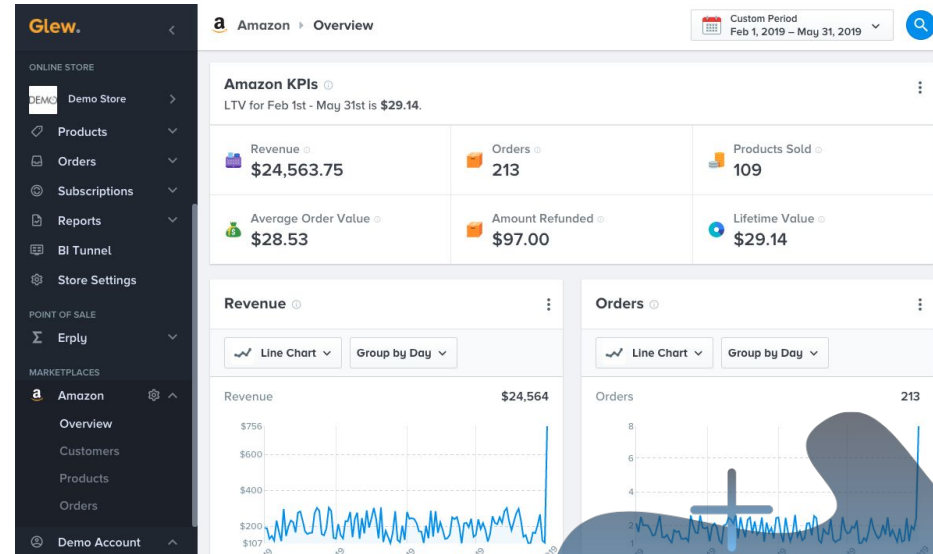 Glew.
ONLINE STORE
DEMO
Demo Store
Products
Orders
Subscriptions
Reports
BI Tunnel
Store Settings
POINT OF SALE
Erply
MARKETPLACES
a Amazon
Overview
Customers
Products
Orders
Demo Account
a Amazon Overview
Custom Period
Feb 1, 2019 – May 31, 2019
Amazon KPIs
LTV for Feb 1st - May 31st is $29.14.
Revenue
$24,563.75
Orders
213
Products Sold
109
Average Order Value
$28.53
Amount Refunded
$97.00
Lifetime Value
$29.14
Revenue
Line Chart Group by Day
Revenue $24,564
$756
$600
$400
$200
$107
Orders
Line Chart Group by Day
Orders 213
8
6
4
2
1